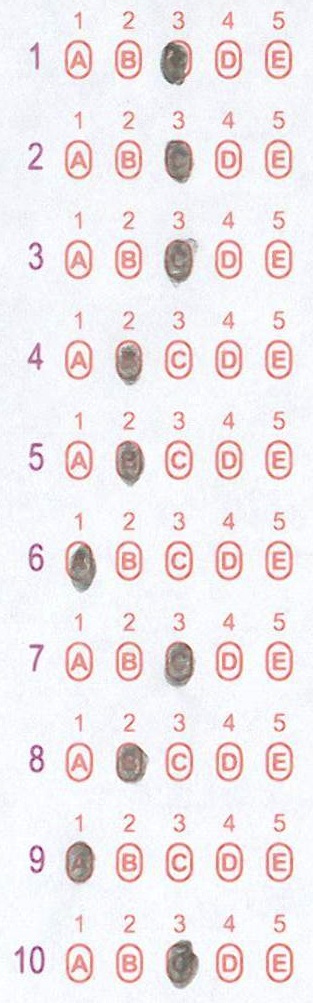 1 2 3 4 5
1 A B D E
1 2 3 4 5
2 A B C D E
1 2 3 4 5
3 A B C D E
1 2 3 4 5
4 A B C D E
1 2 3 4 5
5 A B C D E
1 2 3 4 5
6 A B C D E
1 2 3 4 5
7 A B C D E
1 2 3 4 5
8 A B C D E
1 2 3 4 5
9 A B C D E
1 2 3 4 5
10 A B C D E